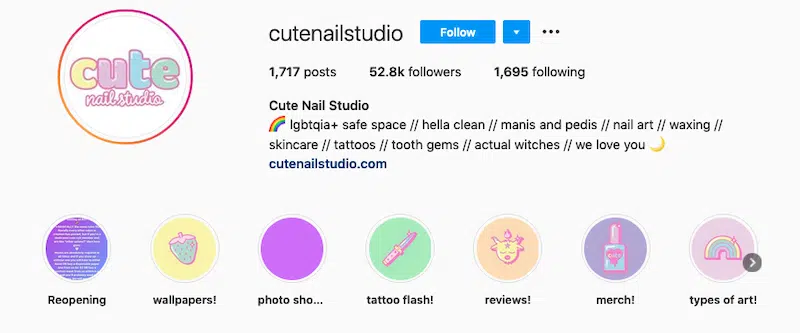 cute
nail studio
cutenailstudio
Follow
1,717 posts 52.8k followers 1,695 following
Cute Nail Studio
🌈 lgbtqia+ safe space // hella clean // manis and pedis // nail art // waxing //
skincare // tattoos // tooth gems // actual witches // we love you 🌙
cutenailstudio.com
Reopening wallpapers! photo sho... tattoo flash! reviews! merch! types of art!